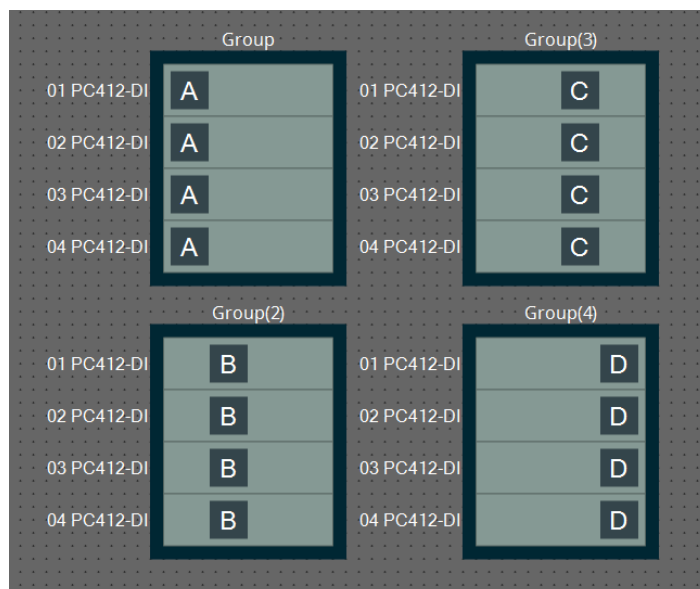 Group
01 PC412-DI A
02 PC412-DI A
03 PC412-DI A
04 PC412-DI A
Group(3)
01 PC412-DI C
02 PC412-DI C
03 PC412-DI C
04 PC412-DI C
Group(2)
01 PC412-DI B
02 PC412-DI B
03 PC412-DI B
04 PC412-DI B
Group(4)
01 PC412-DI D
02 PC412-DI D
03 PC412-DI D
04 PC412-DI D